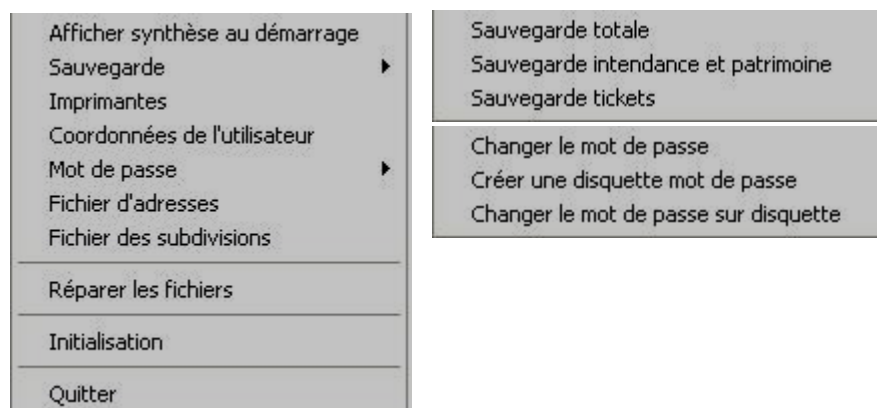 Afficher synthèse au démarrage
Sauvegarde
Imprimantes
Coordonnées de l'utilisateur
Mot de passe
Fichier d'adresses
Fichier des subdivisions
Réparer les fichiers
Initialisation
Quitter
Sauvegarde totale
Sauvegarde intendance et patrimoine
Sauvegarde tickets
Changer le mot de passe
Créer une disquette mot de passe
Changer le mot de passe sur disquette